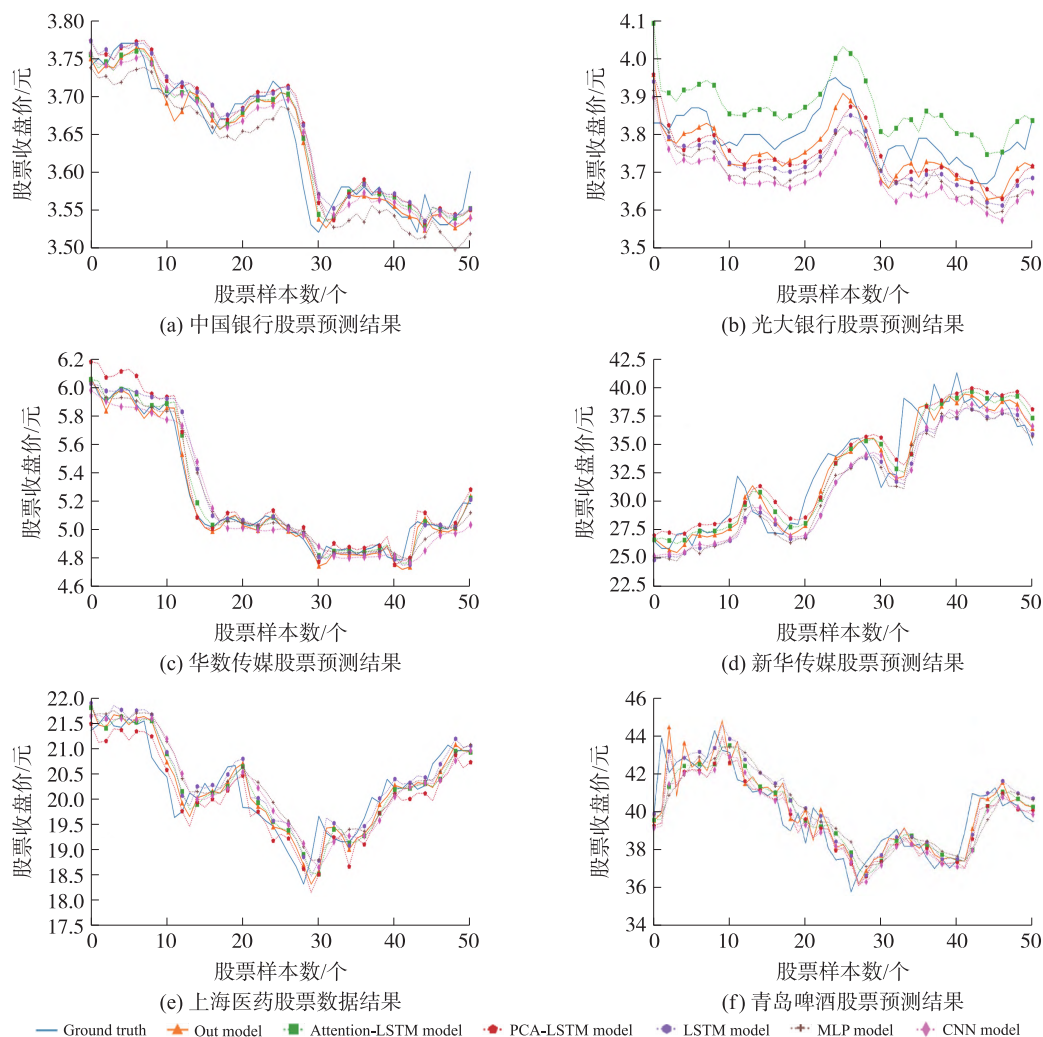 3.80
3.75
3.70
3.65
3.60
3.55
3.50
股票收盘价/元
0 10 20 30 40 50
股票样本数/个
(a) 中国银行股票预测结果
4.1
4.0
3.9
3.8
3.7
3.6
3.5
股票收盘价/元
0 10 20 30 40 50
股票样本数/个
(b) 光大银行股票预测结果
6.2
6.0
5.8
5.6
5.4
5.2
5.0
4.8
4.6
股票收盘价/元
0 10 20 30 40 50
股票样本数/个
(c) 华数传媒股票预测结果
42.5
40.0
37.5
35.0
32.5
30.0
27.5
25.0
22.5
股票收盘价/元
0 10 20 30 40 50
股票样本数/个
(d) 新华传媒股票预测结果
22.0
21.5
21.0
20.5
20.0
19.5
19.0
18.5
18.0
17.5
股票收盘价/元
0 10 20 30 40 50
股票样本数/个
(e) 上海医药股票数据结果
46
44
42
40
38
36
34
股票收盘价/元
0 10 20 30 40 50
股票样本数/个
(f) 青岛啤酒股票预测结果
Ground truth Out model Attention-LSTM model PCA-LSTM model LSTM model MLP model CNN model